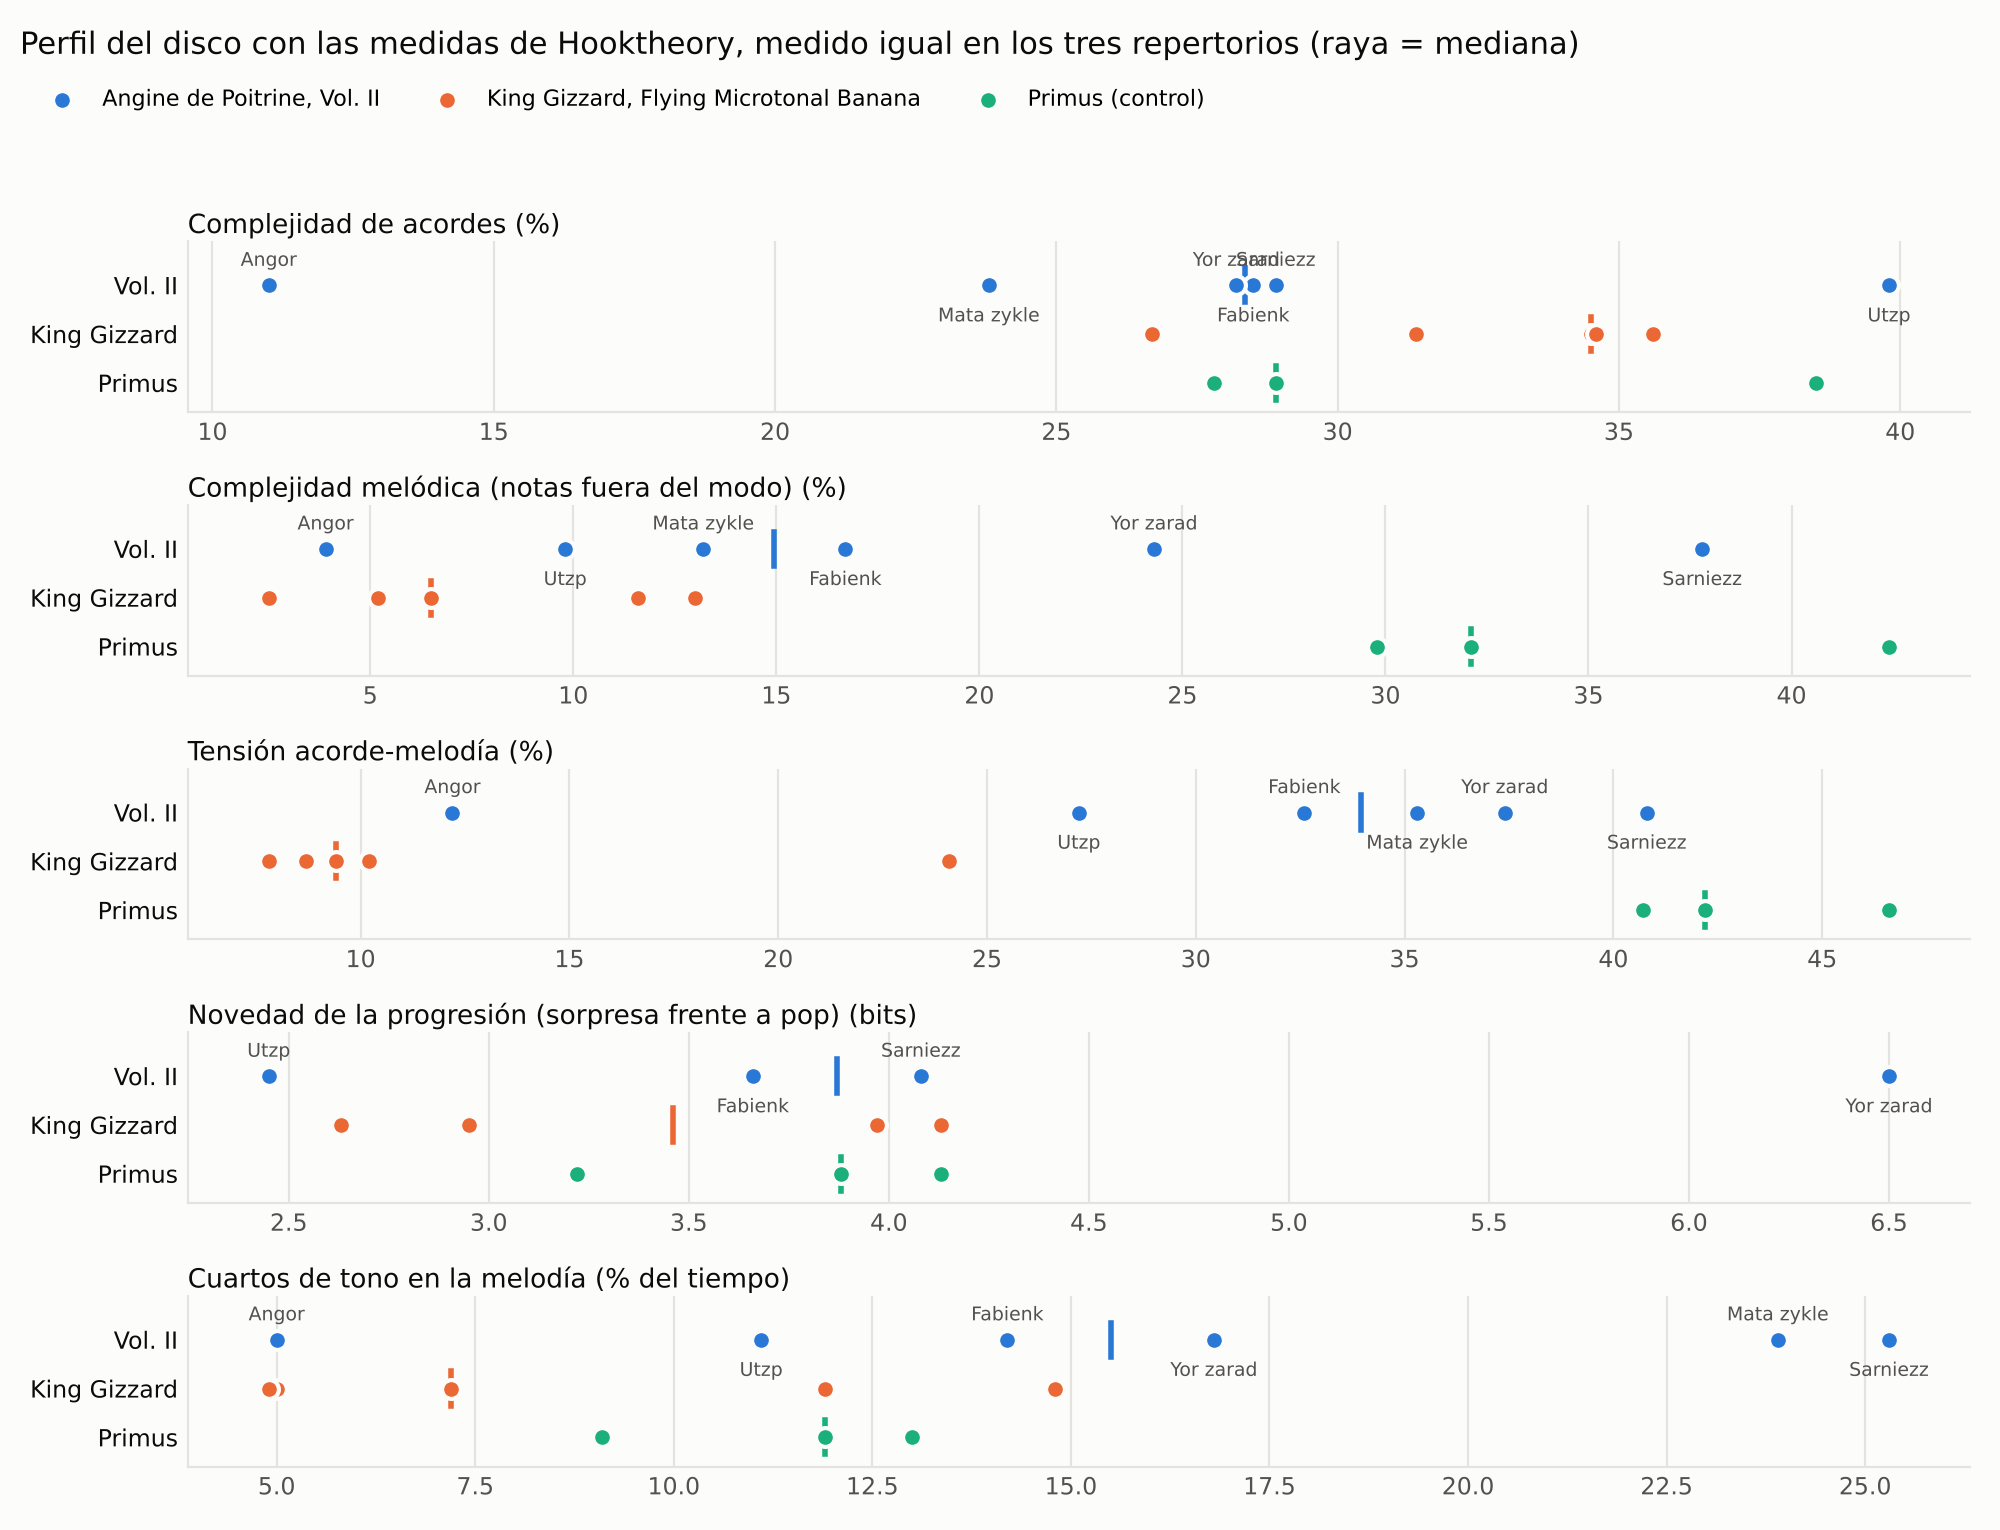 Perfil del disco con las medidas de Hooktheory, medido igual en los tres repertorios (raya = mediana)
Angine de Poitrine, Vol. II King Gizzard, Flying Microtonal Banana Primus (control)
Complejidad de acordes (%)
Angor Yor zarad Sarniezz
Vol. II
Mata zykle Fabienk Utzp
King Gizzard
Primus
10 15 20 25 30 35 40
Complejidad melódica (notas fuera del modo) (%)
Angor Mata zykle Yor zarad
Vol. II
Utzp Fabienk Sarniezz
King Gizzard
Primus
5 10 15 20 25 30 35 40
Tensión acorde-melodía (%)
Angor Fabienk Yor zarad
Vol. II
Utzp Mata zykle Sarniezz
King Gizzard
Primus
10 15 20 25 30 35 40 45
Novedad de la progresión (sorpresa frente a pop) (bits)
Utzp Sarniezz
Vol. II
Fabienk Yor zarad
King Gizzard
Primus
2.5 3.0 3.5 4.0 4.5 5.0 5.5 6.0 6.5
Cuartos de tono en la melodía (% del tiempo)
Angor Fabienk Mata zykle
Vol. II
Utzp Yor zarad Sarniezz
King Gizzard
Primus
5.0 7.5 10.0 12.5 15.0 17.5 20.0 22.5 25.0